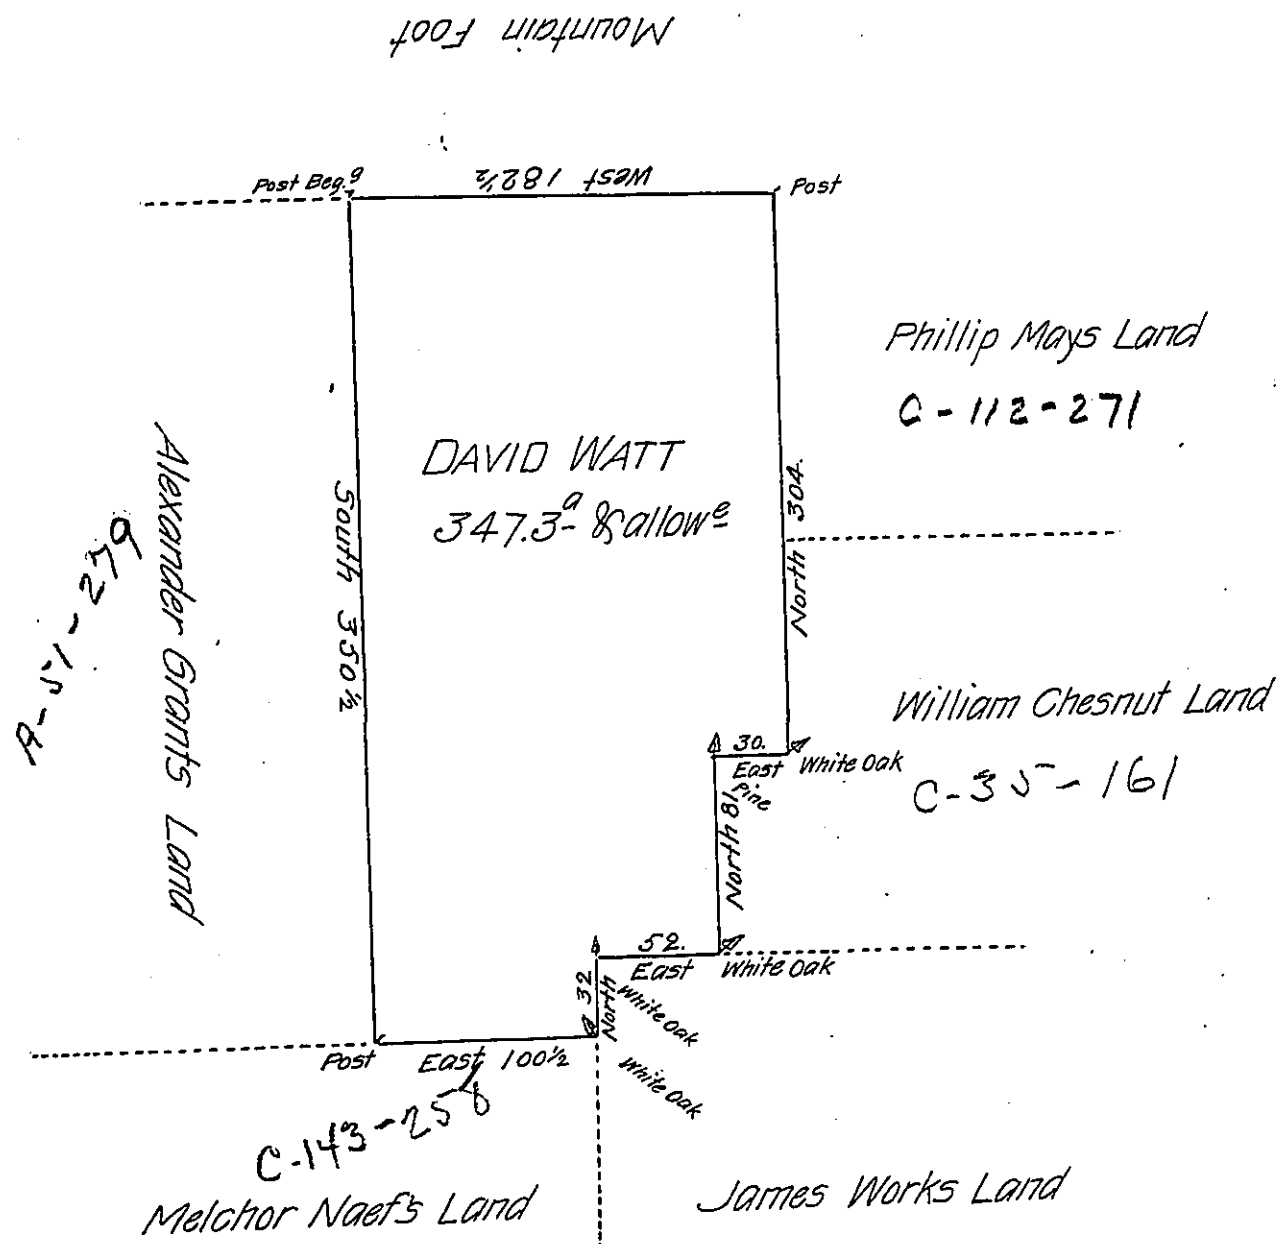 Mountain Foot
Post Beg.g
West 182½
Post
Phillip Mays Land
C-112-271
DAVID WATT
347.3a & allowe
South 350½
North 304.
Alexander Grants Land
A-51-279
William Chesnut Land
C-35-161
30.
East
White Oak
Pine
North 81
52.
East
White Oak
32
North
White Oak
White Oak
Post
East 100½
C-143-258
Melchor Naef's Land
James Works Land